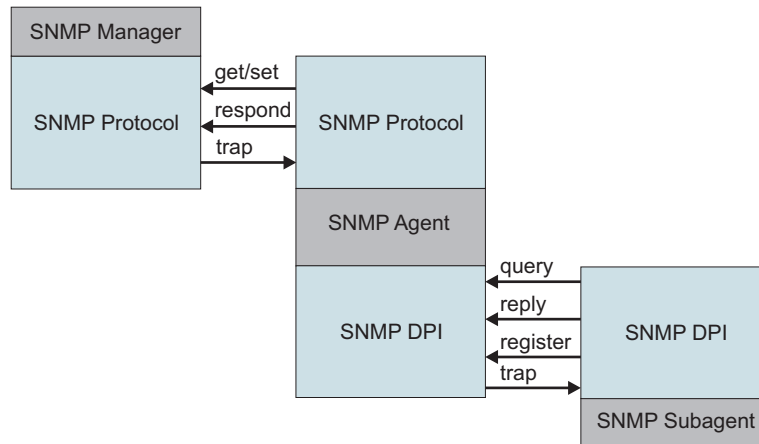 SNMP Manager
SNMP Protocol
get/set
respond
trap
SNMP Protocol
SNMP Agent
SNMP DPI
query
reply
register
trap
SNMP DPI
SNMP Subagent